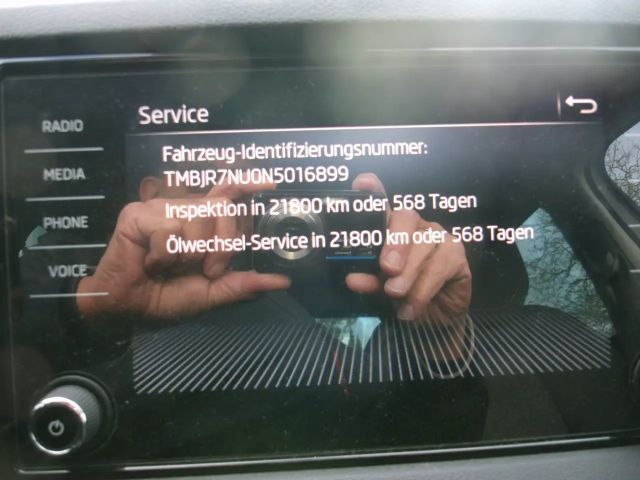 Service
RADIO
MEDIA
PHONE
VOICE
Fahrzeug-Identifizierungsnummer:
TMBJR7NU0N5016899
Inspektion in 21800 km oder 568 Tagen
Ölwechsel-Service in 21800 km oder 568 Tagen